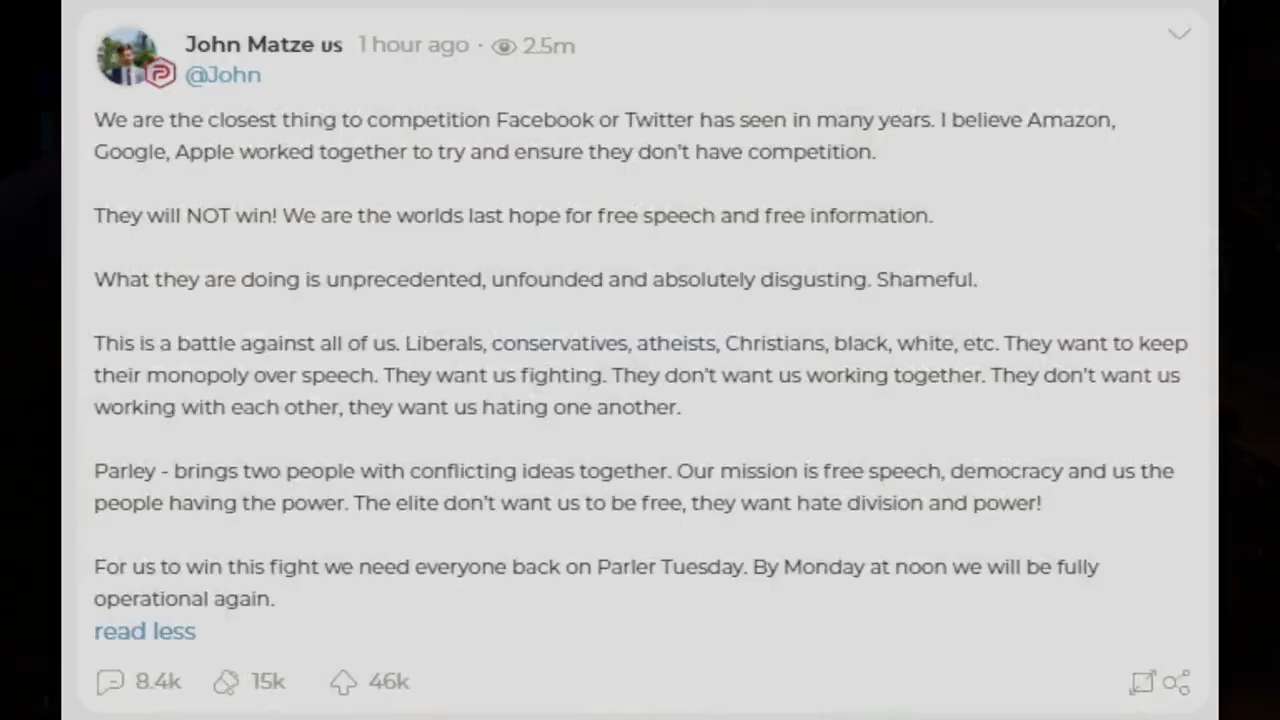 John Matze us 1 hour ago · 2.5m
@John
We are the closest thing to competition Facebook or Twitter has seen in many years. I believe Amazon,
Google, Apple worked together to try and ensure they don't have competition.
They will NOT win! We are the worlds last hope for free speech and free information.
What they are doing is unprecedented, unfounded and absolutely disgusting. Shameful.
This is a battle against all of us. Liberals, conservatives, atheists, Christians, black, white, etc. They want to keep
their monopoly over speech. They want us fighting. They don't want us working together. They don't want us
working with each other, they want us hating one another.
Parley - brings two people with conflicting ideas together. Our mission is free speech, democracy and us the
people having the power. The elite don't want us to be free, they want hate division and power!
For us to win this fight we need everyone back on Parler Tuesday. By Monday at noon we will be fully
operational again.
read less
8.4k 15k 46k